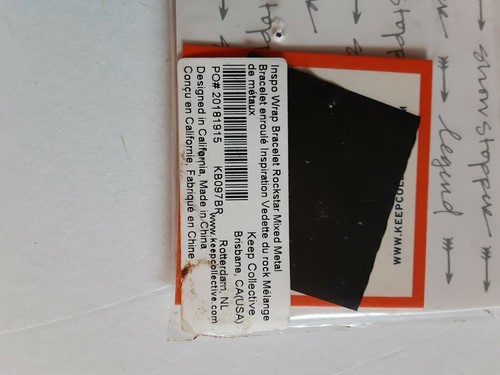 Inspo Wrap Bracelet Rockstar Mixed Metal
Bracelet enroulé Inspiration Vedette du rock Mélange
de métaux
Keep Collective
Brisbane, CA(USA)
Rotterdam, NL
www.keepcollective.com
PO# 20181915 KB097BR
Designed in California, Made in China
Conçu en Californie, Fabriqué en Chine
WWW.KEEPCO
legend
showstopper